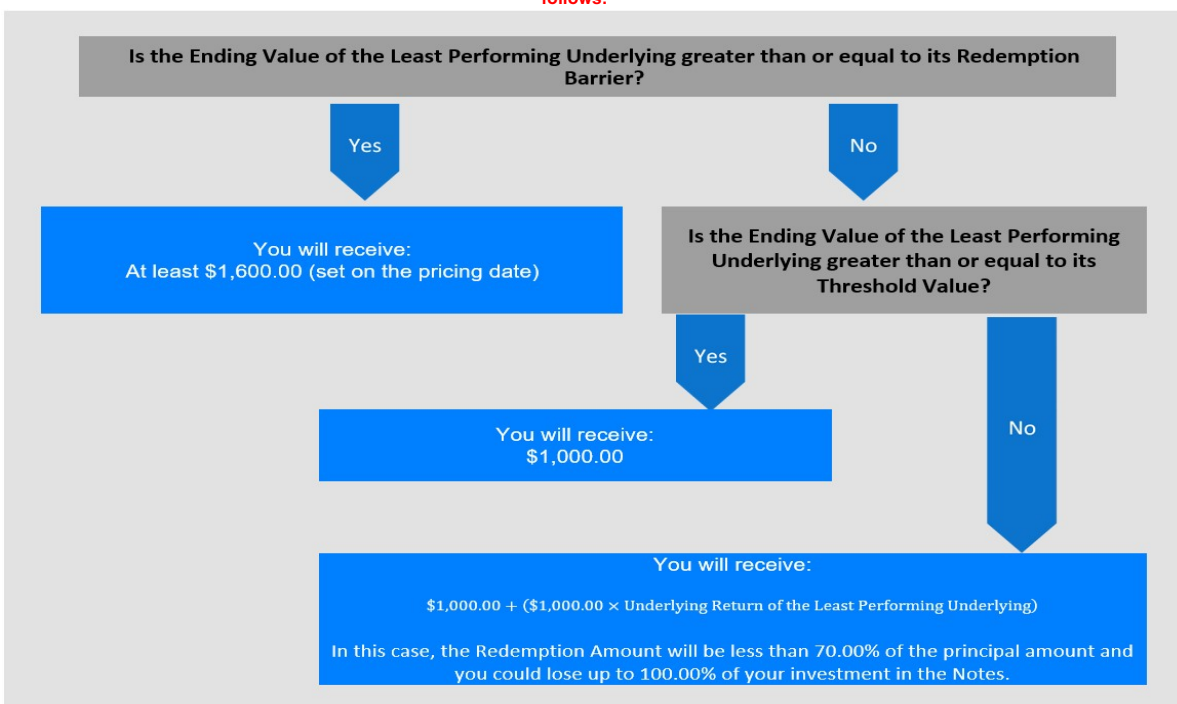 follows:
Is the Ending Value of the Least Performing Underlying greater than or equal to its Redemption
Barrier?
Yes
No
You will receive:
At least $1,600.00 (set on the pricing date)
Is the Ending Value of the Least Performing
Underlying greater than or equal to its
Threshold Value?
Yes
No
You will receive:
$1,000.00
You will receive:
$1,000.00 + ($1,000.00 × Underlying Return of the Least Performing Underlying)
In this case, the Redemption Amount will be less than 70.00% of the principal amount and
you could lose up to 100.00% of your investment in the Notes.